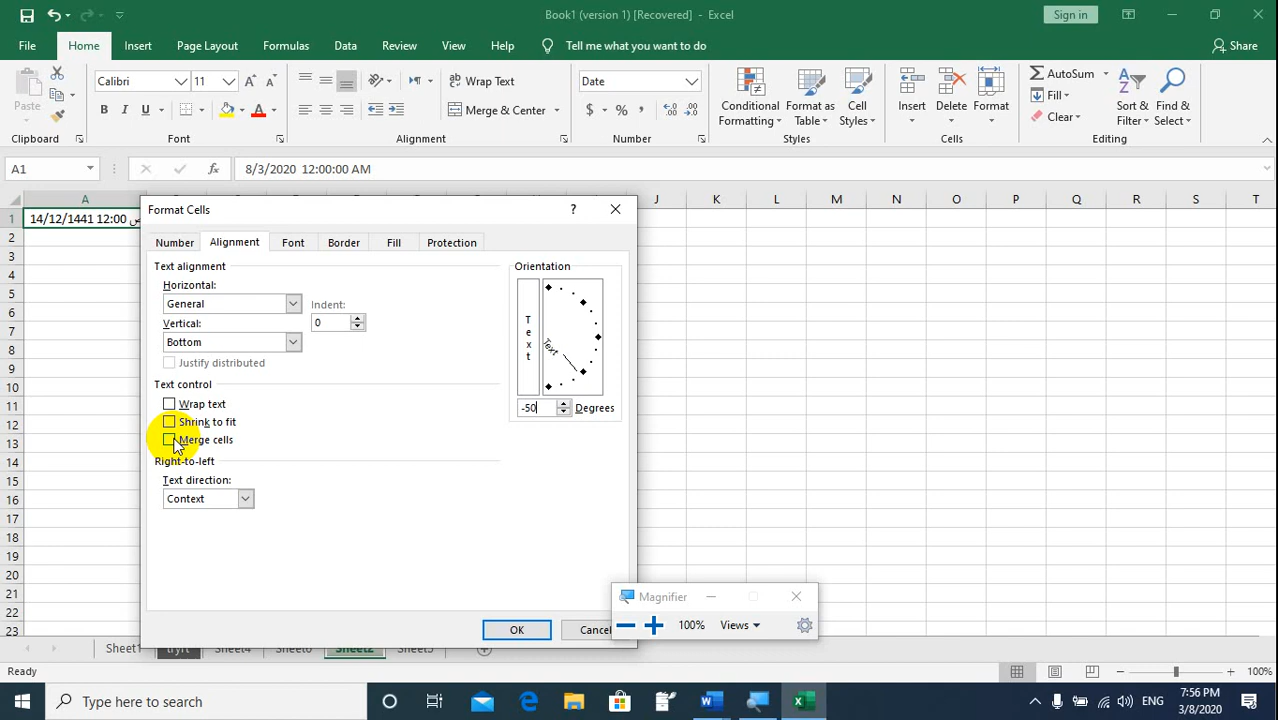 Book1 (version 1) [Recovered] - Excel
Sign in
File Home Insert Page Layout Formulas Data Review View Help Tell me what you want to do Share
Paste
Calibri 11
B I U
Wrap Text
Merge & Center
Date
$ % ,
Conditional Formatting
Format as Table
Cell Styles
Insert Delete Format
AutoSum
Fill
Clear
Sort & Filter
Find & Select
Clipboard Font Alignment Number Styles Cells Editing
A1 fx 8/3/2020 12:00:00 AM
A J K L M N O P Q R S T
1 14/12/1441 12:00 ص
2
3
4
5
6
7
8
9
10
11
12
13
14
15
16
17
18
19
20
21
22
23
Format Cells ?
Number Alignment Font Border Fill Protection
Text alignment
Horizontal:
General
Indent:
0
Vertical:
Bottom
Justify distributed
Text control
Wrap text
Shrink to fit
Merge cells
Right-to-left
Text direction:
Context
Orientation
Text
Text
-50 Degrees
OK Cancel
Magnifier
100% Views
Sheet1 Sheet4 Sheet2
Ready
100%
Type here to search
ENG
7:56 PM
3/8/2020